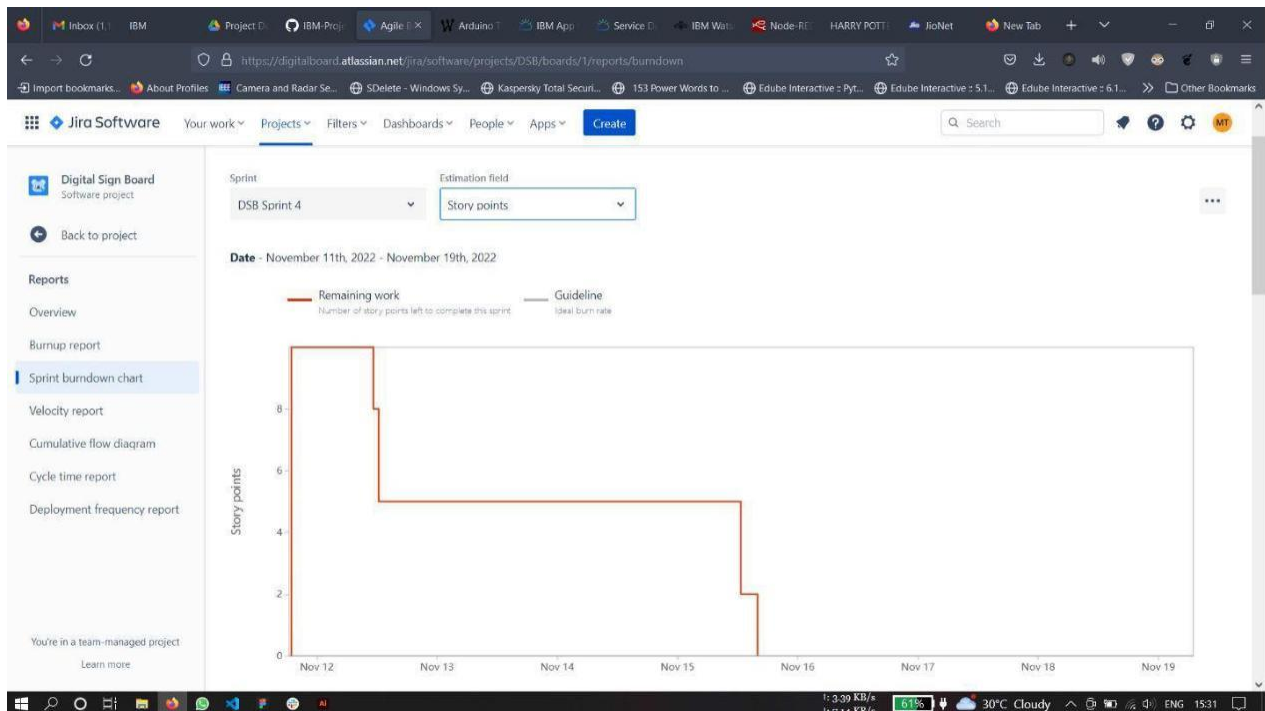 Inbox (1, IBM Project D IBM-Proj Agile B Arduino T IBM App Service D IBM Wats Node-RE HARRY POTT JioNet New Tab
https://digitalboard.atlassian.net/jira/software/projects/DSB/boards/1/reports/burndown
Import bookmarks... About Profiles Camera and Radar Se... SDelete - Windows Sy... Kaspersky Total Securi... 153 Power Words to ... Edube Interactive :: Pyt... Edube Interactive :: 5.1... Edube Interactive :: 6.1... Other Bookmarks
Jira Software Your work Projects Filters Dashboards People Apps Create Search MT
Digital Sign Board
Software project
Back to project
Reports
Overview
Burnup report
Sprint burndown chart
Velocity report
Cumulative flow diagram
Cycle time report
Deployment frequency report
You're in a team-managed project
Learn more
Sprint Estimation field
DSB Sprint 4 Story points
Date - November 11th, 2022 - November 19th, 2022
Remaining work Guideline
Number of story points left to complete this sprint Ideal burn rate
Story points
8
6
4
2
0
Nov 12 Nov 13 Nov 14 Nov 15 Nov 16 Nov 17 Nov 18 Nov 19
3.39 KB/s
61% 30°C Cloudy ENG 15:31